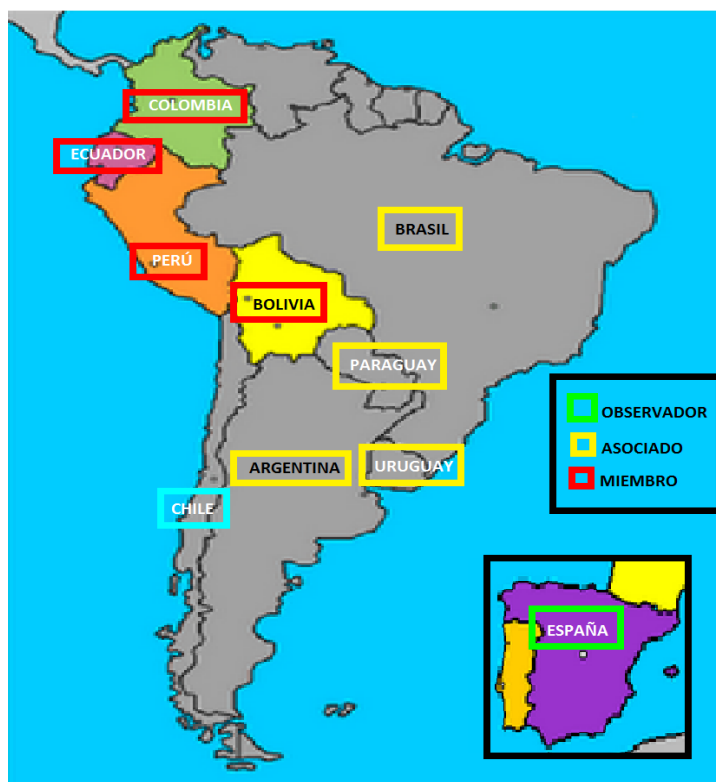 COLOMBIA
ECUADOR
BRASIL
PERÚ
BOLIVIA
PARAGUAY
ARGENTINA
URUGUAY
CHILE
OBSERVADOR
ASOCIADO
MIEMBRO
ESPAÑA